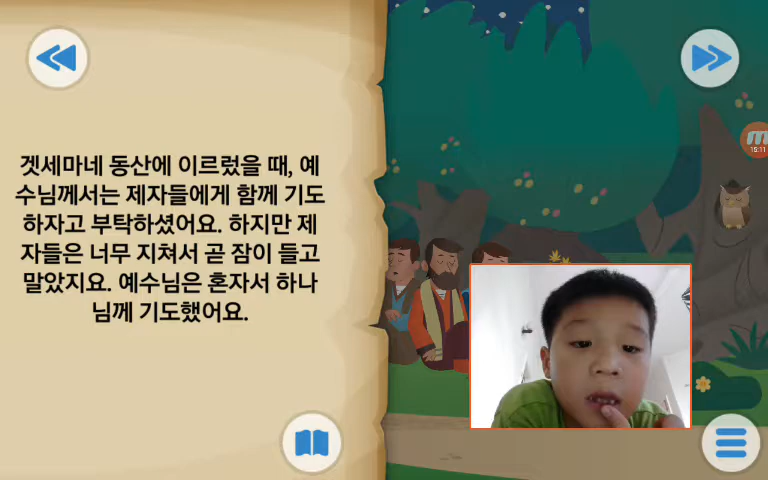 겟세마네 동산에 이르렀을 때, 예
수님께서는 제자들에게 함께 기도
하자고 부탁하셨어요. 하지만 제
자들은 너무 지쳐서 곧 잠이 들고
말았지요. 예수님은 혼자서 하나
님께 기도했어요.
15:11